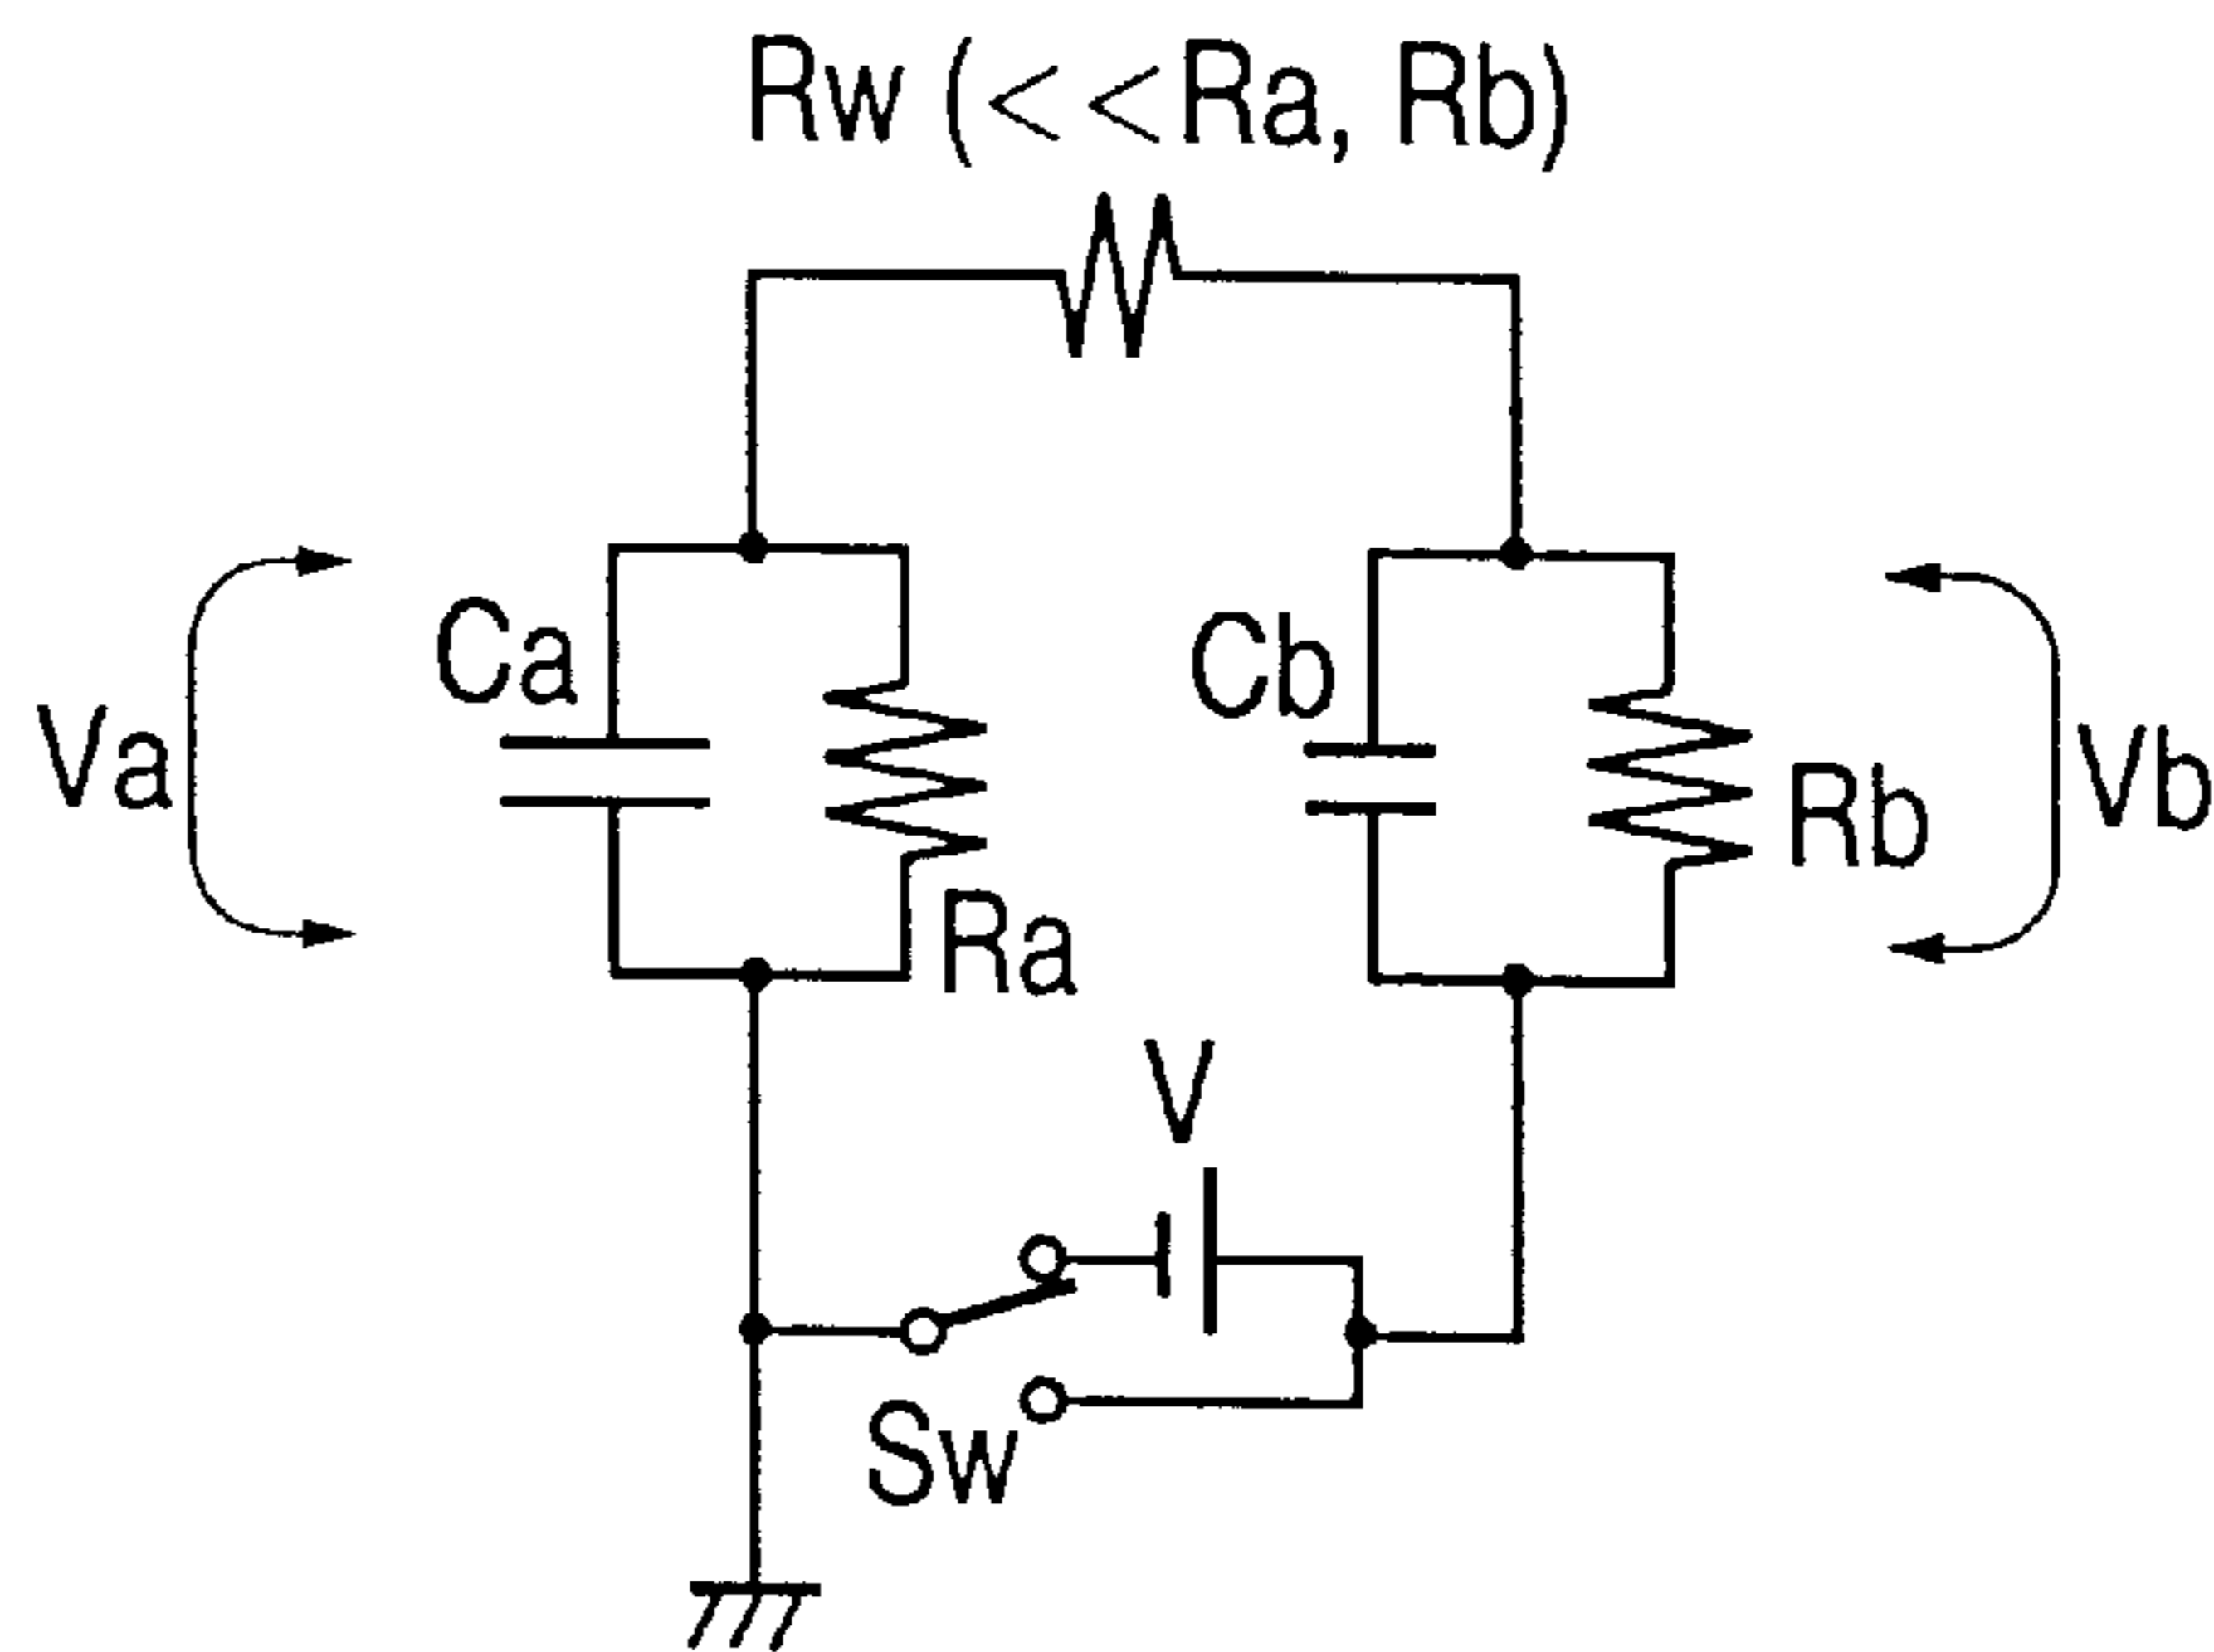 Rw (<<Ra, Rb)
Ca
Cb
Va
Vb
Rb
Ra
V
Sw